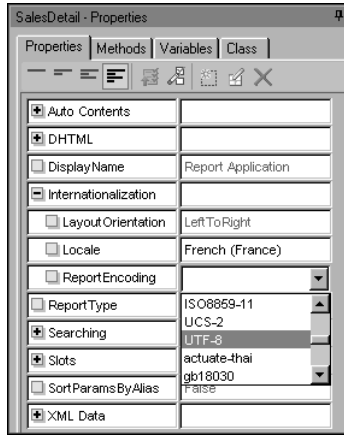 SalesDetail - Properties
Properties Methods Variables Class
Auto Contents
DHTML
DisplayName Report Application
Internationalization
LayoutOrientation LeftToRight
Locale French (France)
ReportEncoding
ReportType ISO8859-11
UCS-2
Searching UTF-8
Slots actuate-thai
gb18030
SortParamsByAlias False
XML Data